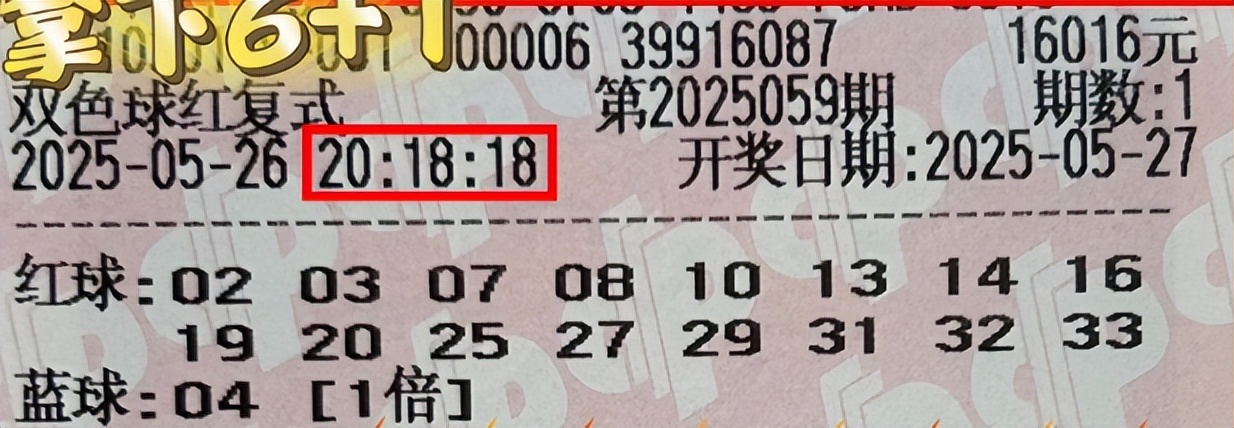 拿下6+1
00006 39916087 16016元
双色球红复式 第2025059期 期数:1
2025-05-26 20:18:18 开奖日期:2025-05-27
红球:02 03 07 08 10 13 14 16
19 20 25 27 29 31 32 33
蓝球:04 [1倍]